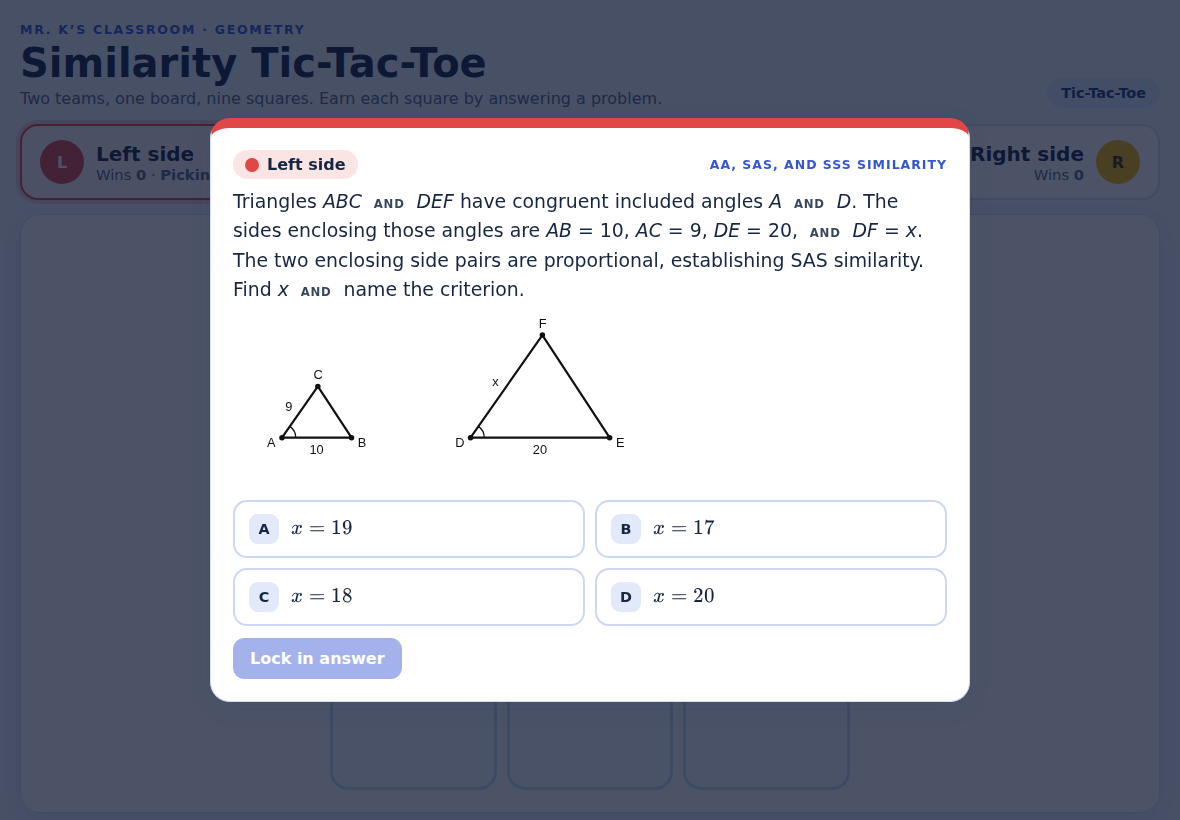 MR. K'S CLASSROOM · GEOMETRY
Similarity Tic-Tac-Toe
Two teams, one board, nine squares. Earn each square by answering a problem.
Tic-Tac-Toe
L
Left side
Wins 0 · Pickin
Right side
Wins 0
R
Left side
AA, SAS, AND SSS SIMILARITY
Triangles ABC AND DEF have congruent included angles A AND D. The
sides enclosing those angles are AB = 10, AC = 9, DE = 20, AND DF = x.
The two enclosing side pairs are proportional, establishing SAS similarity.
Find x AND name the criterion.
F
C
x
9
A
B
D
E
10
20
A x = 19
B x = 17
C x = 18
D x = 20
Lock in answer